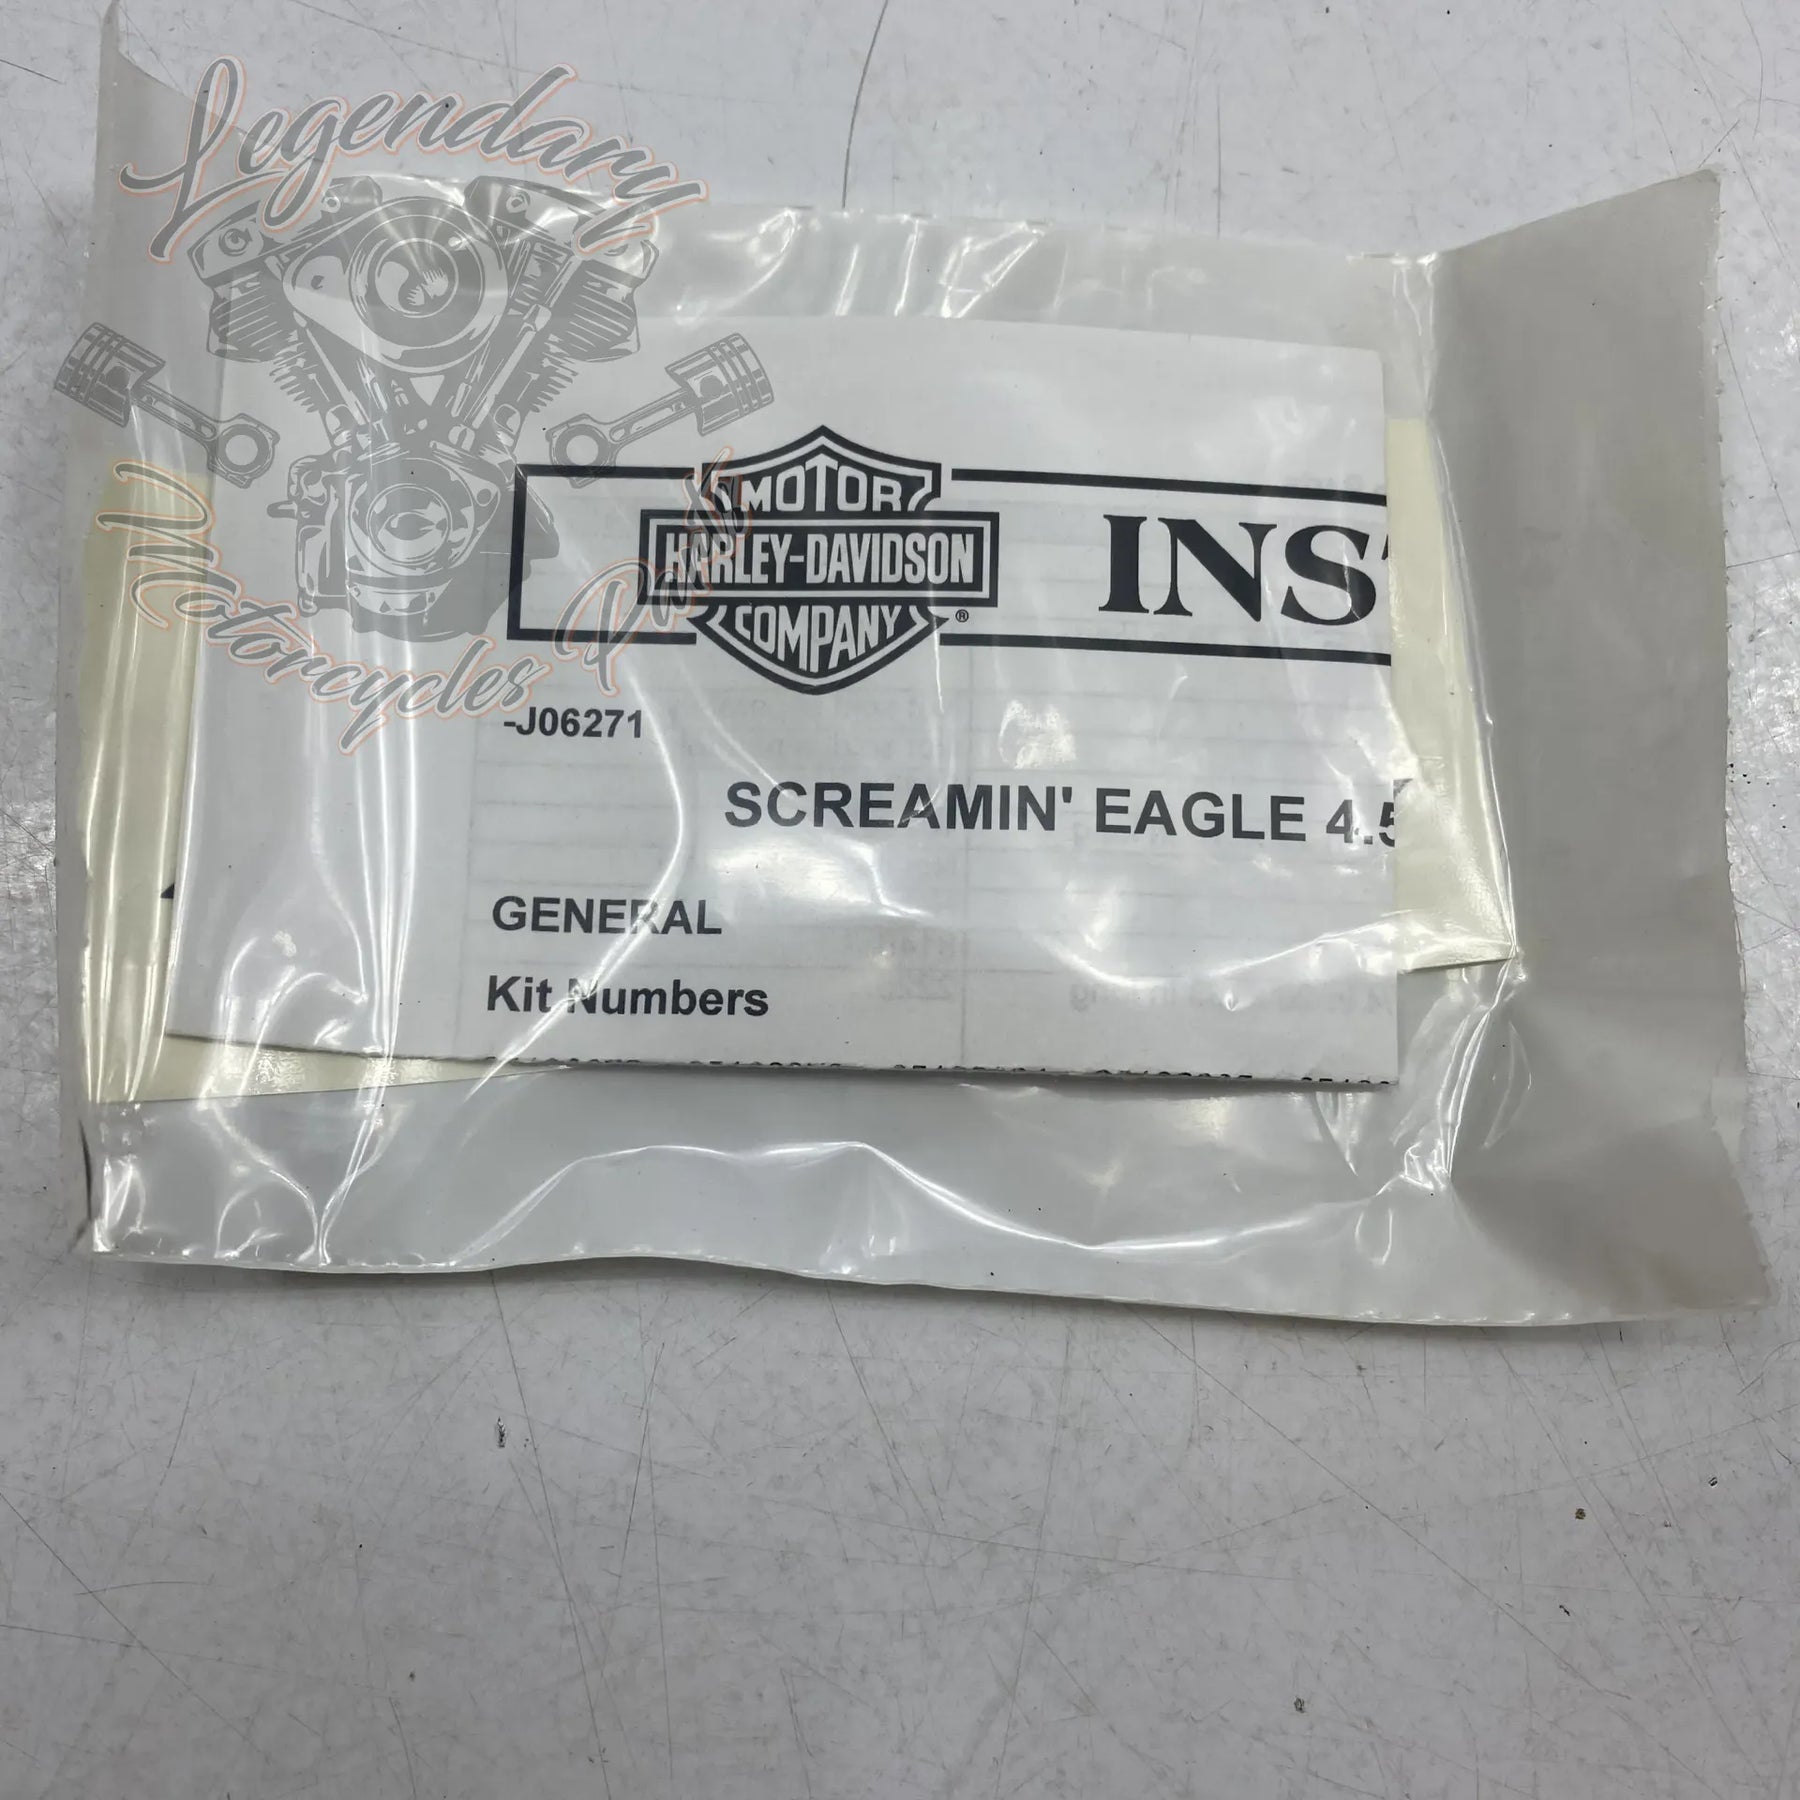 Legendary
Motorcycles Parts
MOTOR
HARLEY-DAVIDSON
COMPANY
®
INS
-J06271
SCREAMIN' EAGLE 4.5
GENERAL
Kit Numbers